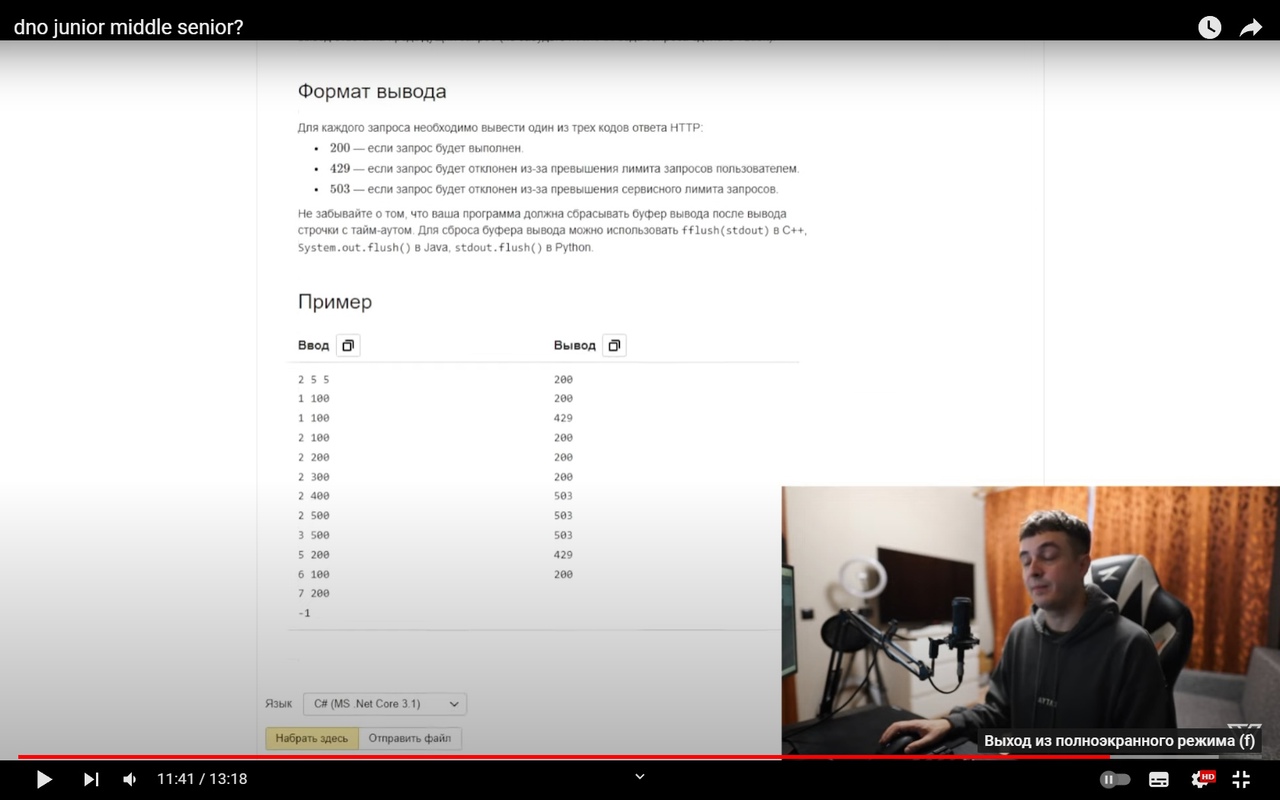 dno junior middle senior?
Формат вывода
Для каждого запроса необходимо вывести один из трех кодов ответа HTTP:
• 200 — если запрос будет выполнен.
• 429 — если запрос будет отклонен из-за превышения лимита запросов пользователем.
• 503 — если запрос будет отклонен из-за превышения сервисного лимита запросов.
Не забывайте о том, что ваша программа должна сбрасывать буфер вывода после вывода
строчки с тайм-аутом. Для сброса буфера вывода можно использовать fflush(stdout) в C++,
System.out.flush() в Java, stdout.flush() в Python.
Пример
Ввод Вывод
2 5 5 200
1 100 200
1 100 429
2 100 200
2 200 200
2 300 200
2 400 503
2 500 503
3 500 503
5 200 429
6 100 200
7 200
-1
Язык C# (MS .Net Core 3.1)
Набрать здесь Отправить файл
Выход из полноэкранного режима (f)
11:41 / 13:18 HD